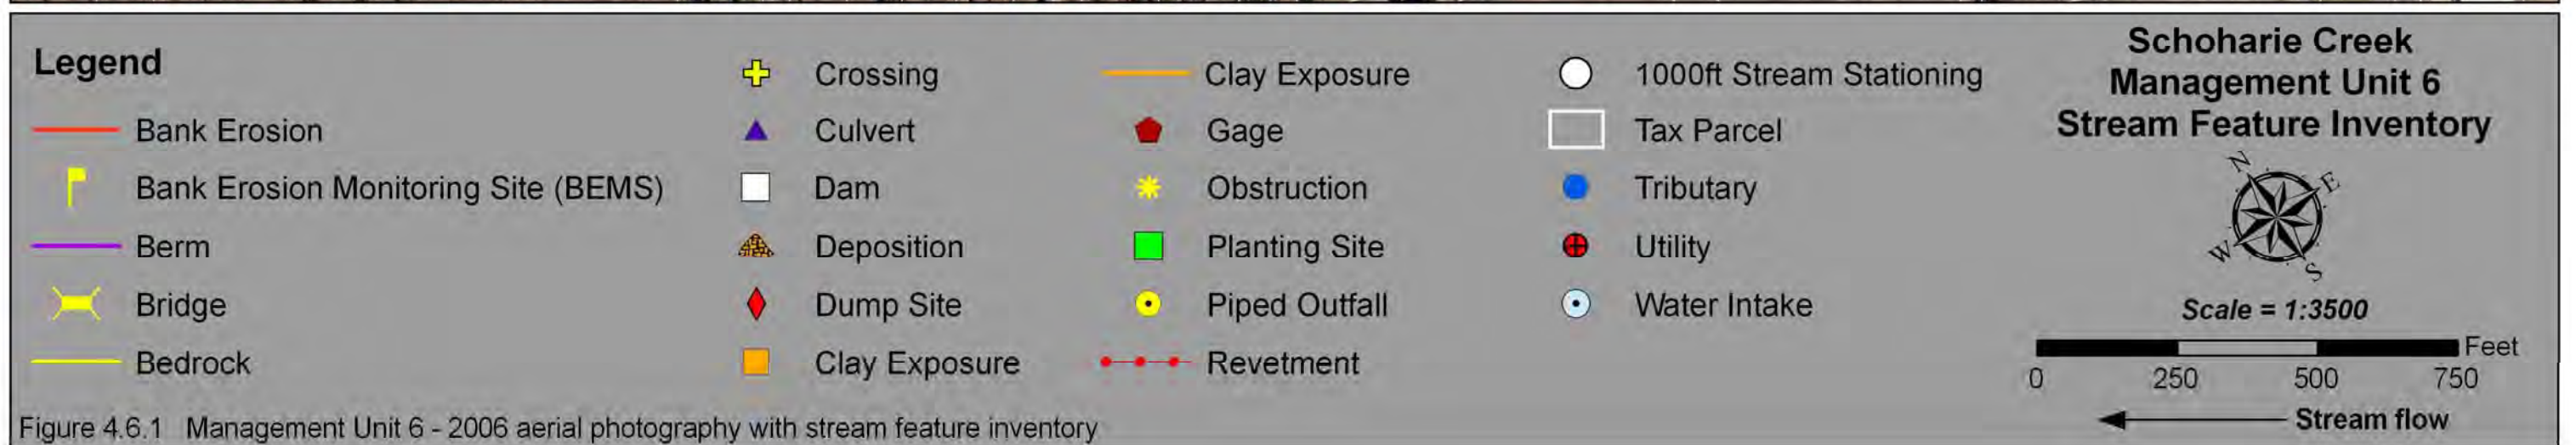 Legend
Bank Erosion
Bank Erosion Monitoring Site (BEMS)
Berm
Bridge
Bedrock
Crossing
Culvert
Dam
Deposition
Dump Site
Clay Exposure
Clay Exposure
Gage
Obstruction
Planting Site
Piped Outfall
Revetment
1000ft Stream Stationing
Tax Parcel
Tributary
Utility
Water Intake
Schoharie Creek
Management Unit 6
Stream Feature Inventory
N
E
W
S
Scale = 1:3500
Feet
0 250 500 750
Stream flow
Figure 4.6.1 Management Unit 6 - 2006 aerial photography with stream feature inventory